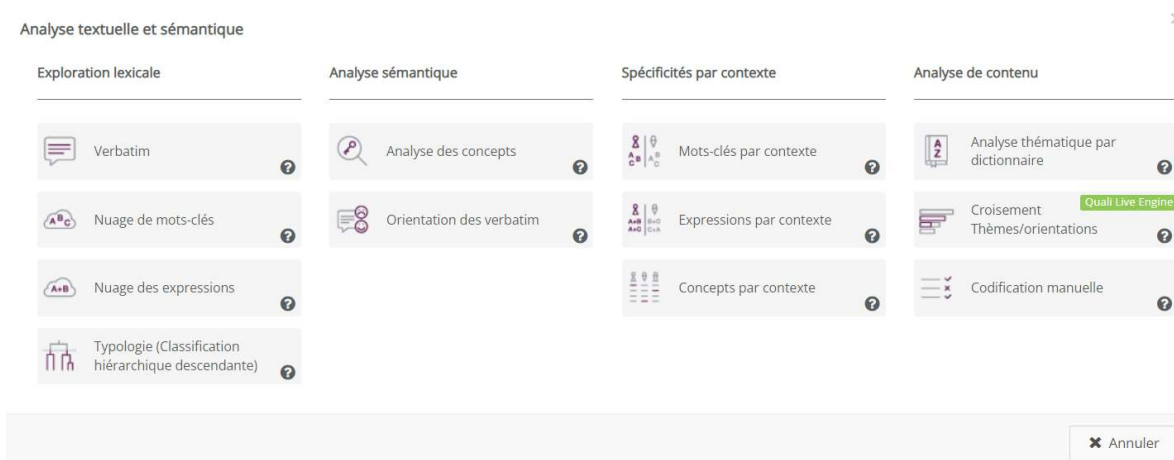 Analyse textuelle et sémantique
Exploration lexicale
Verbatim
Nuage de mots-clés
Nuage des expressions
Typologie (Classification
hiérarchique descendante)
Analyse sémantique
Analyse des concepts
Orientation des verbatim
Spécificités par contexte
Mots-clés par contexte
Expressions par contexte
Concepts par contexte
Analyse de contenu
Analyse thématique par
dictionnaire
Quali Live Engine
Croisement
Thèmes/orientations
Codification manuelle
Annuler